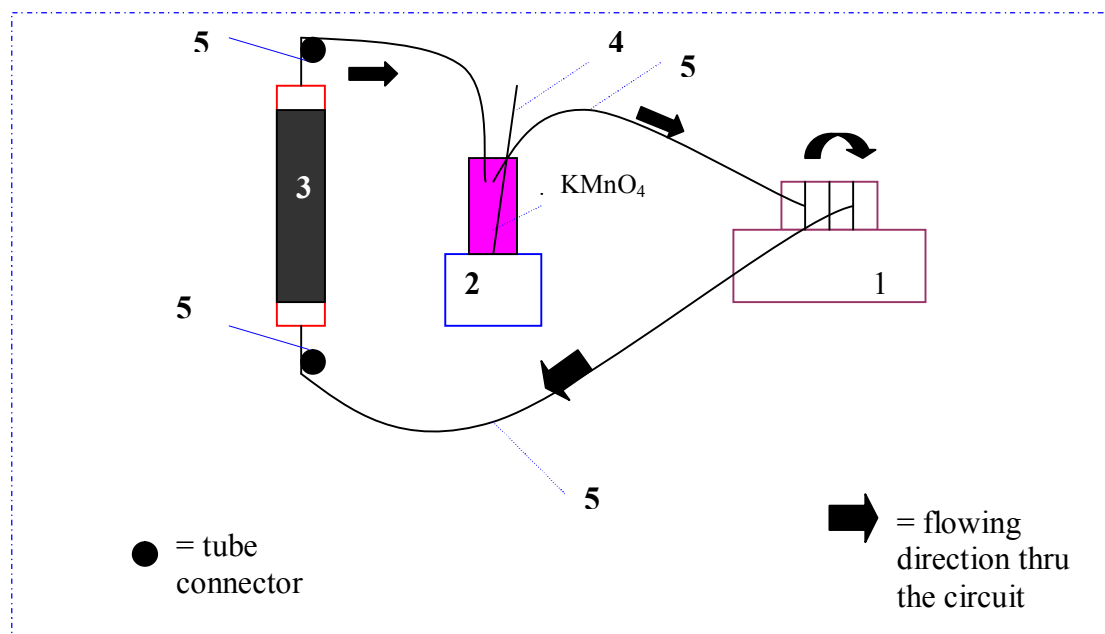 5
4
5
3
. KMnO₄
5
2
1
5
= tube
connector
= flowing
direction thru
the circuit